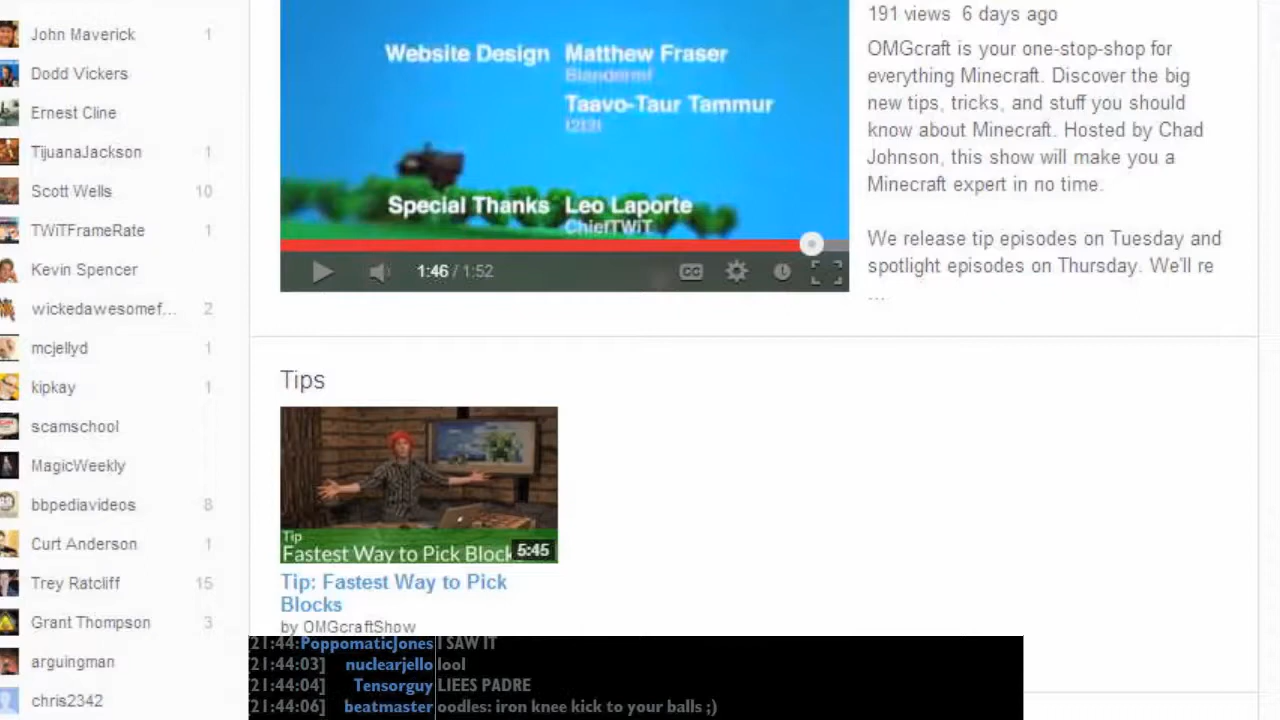 John Maverick 1
Dodd Vickers
Ernest Cline
TijuanaJackson 1
Scott Wells 10
TWiTFrameRate 1
Kevin Spencer
wickedawesomef... 2
mcjellyd 1
kipkay 1
scamschool
MagicWeekly
bbpediavideos 8
Curt Anderson 1
Trey Ratcliff 15
Grant Thompson 3
arguingman
chris2342
Website Design Matthew Fraser
Blendermf
Taavo-Taur Tammur
Special Thanks Leo Laporte
ChiefTWiT
1:46 / 1:52
CC
191 views 6 days ago
OMGcraft is your one-stop-shop for
everything Minecraft. Discover the big
new tips, tricks, and stuff you should
know about Minecraft. Hosted by Chad
Johnson, this show will make you a
Minecraft expert in no time.
We release tip episodes on Tuesday and
spotlight episodes on Thursday. We'll re
...
Tips
Tip
Fastest Way to Pick Block
5:45
Tip: Fastest Way to Pick
Blocks
by OMGcraftShow
[21:44: PoppomaticJones I SAW IT
[21:44:03] nuclearjello lool
[21:44:04] Tensorguy LIEES PADRE
[21:44:06] beatmaster oodles: iron knee kick to your balls ;)